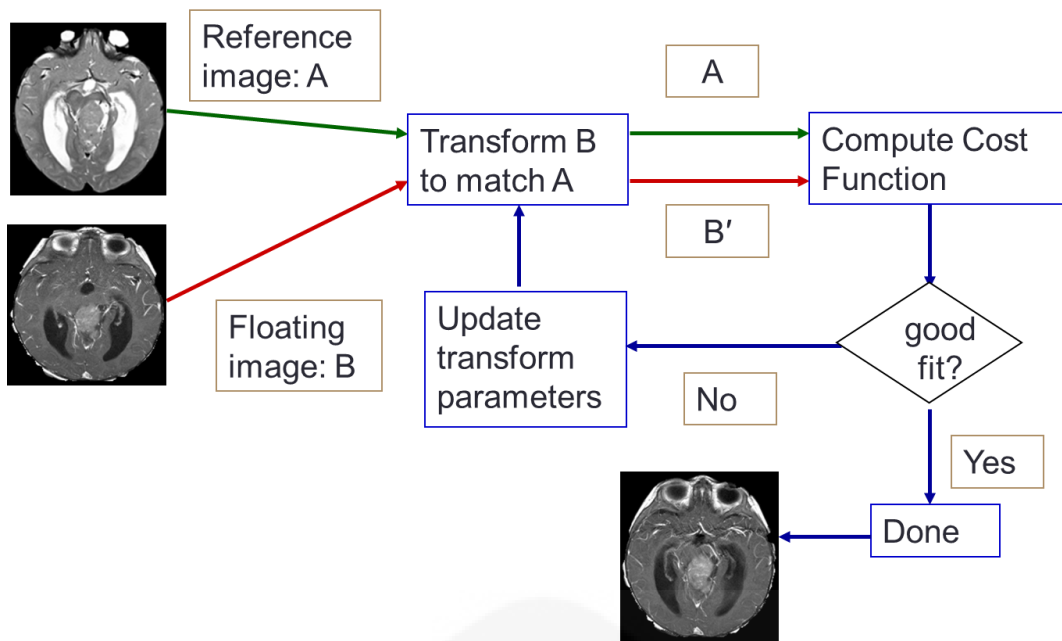 Reference
image: A
A
Transform B
to match A
Compute Cost
Function
B′
Floating
image: B
Update
transform
parameters
good
fit?
No
Yes
Done